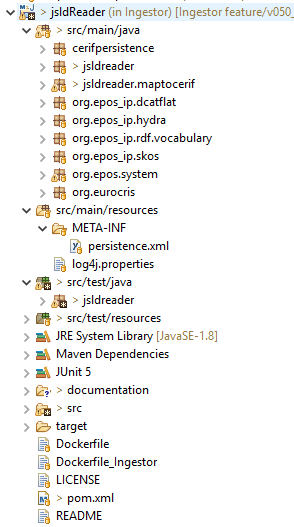 > jsldReader (in Ingestor) [Ingestor feature/v050_
> src/main/java
cerifpersistence
> jsldreader
> jsldreader.maptocerif
org.epos_ip.dcatflat
org.epos_ip.hydra
org.epos_ip.rdf.vocabulary
org.epos_ip.skos
> org.epos.system
org.eurocris
src/main/resources
META-INF
persistence.xml
log4j.properties
> src/test/java
> jsldreader
src/test/resources
JRE System Library [JavaSE-1.8]
Maven Dependencies
JUnit 5
> documentation
> src
target
Dockerfile
Dockerfile_Ingestor
LICENSE
> pom.xml
README